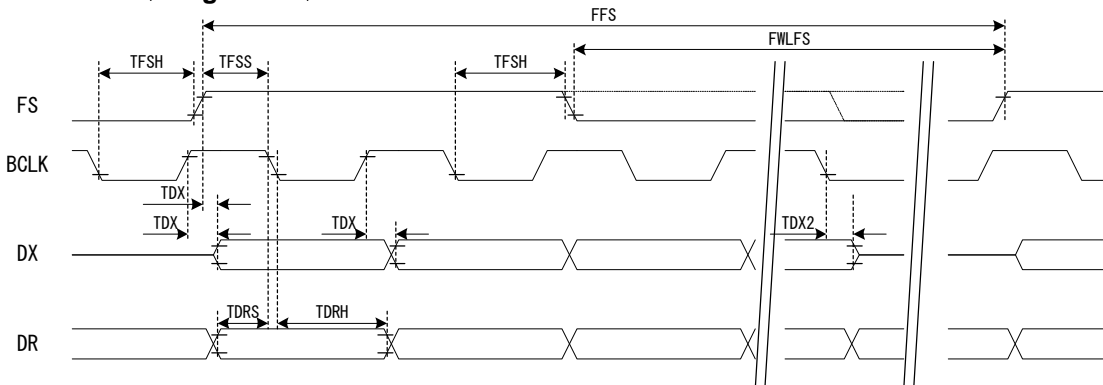 FFS
FWLFS
TFSH TFSS TFSH
FS
BCLK
TDX
TDX TDX TDX2
DX
TDRS TDRH
DR